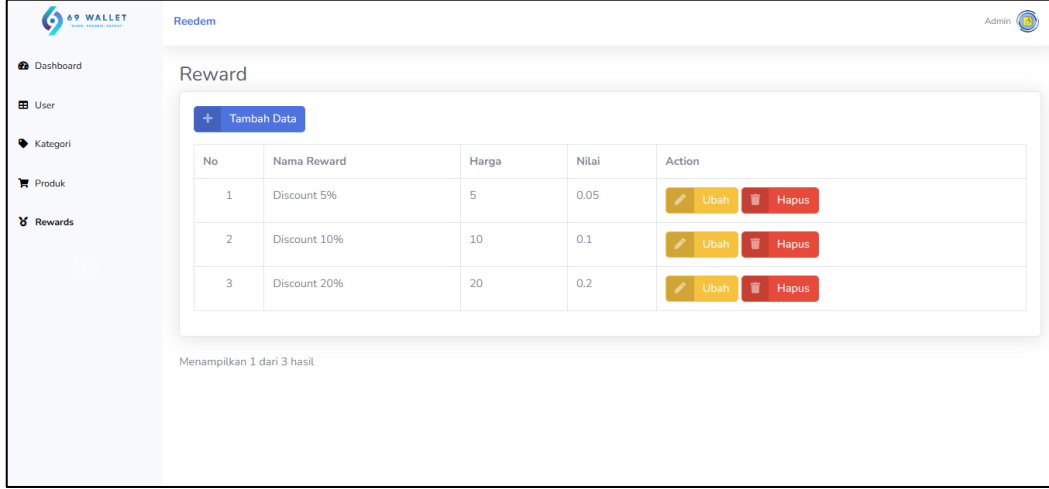 69 WALLET
Reedem
Admin
Dashboard
User
Kategori
Produk
Rewards
Reward
+ Tambah Data
No Nama Reward Harga Nilai Action
1 Discount 5% 5 0.05 Ubah Hapus
2 Discount 10% 10 0.1 Ubah Hapus
3 Discount 20% 20 0.2 Ubah Hapus
Menampilkan 1 dari 3 hasil